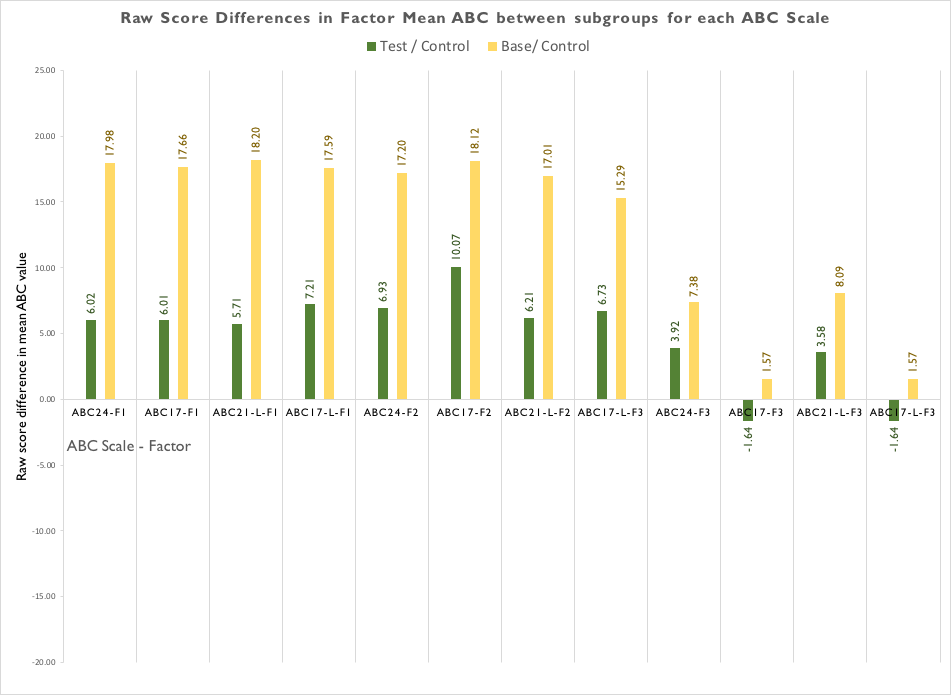 Raw Score Differences in Factor Mean ABC between subgroups for each ABC Scale
Test / Control
Base/ Control
Raw score difference in mean ABC value
25.00
20.00
15.00
10.00
5.00
0.00
-5.00
-10.00
-15.00
-20.00
6.02
17.98
6.01
17.66
5.71
18.20
7.21
17.59
6.93
17.20
10.07
18.12
6.21
17.01
6.73
15.29
3.92
7.38
-1.64
1.57
3.58
8.09
-1.64
1.57
ABC24-F1
ABC17-F1
ABC21-L-F1
ABC17-L-F1
ABC24-F2
ABC17-F2
ABC21-L-F2
ABC17-L-F3
ABC24-F3
ABC17-F3
ABC21-L-F3
ABC17-L-F3
ABC Scale - Factor